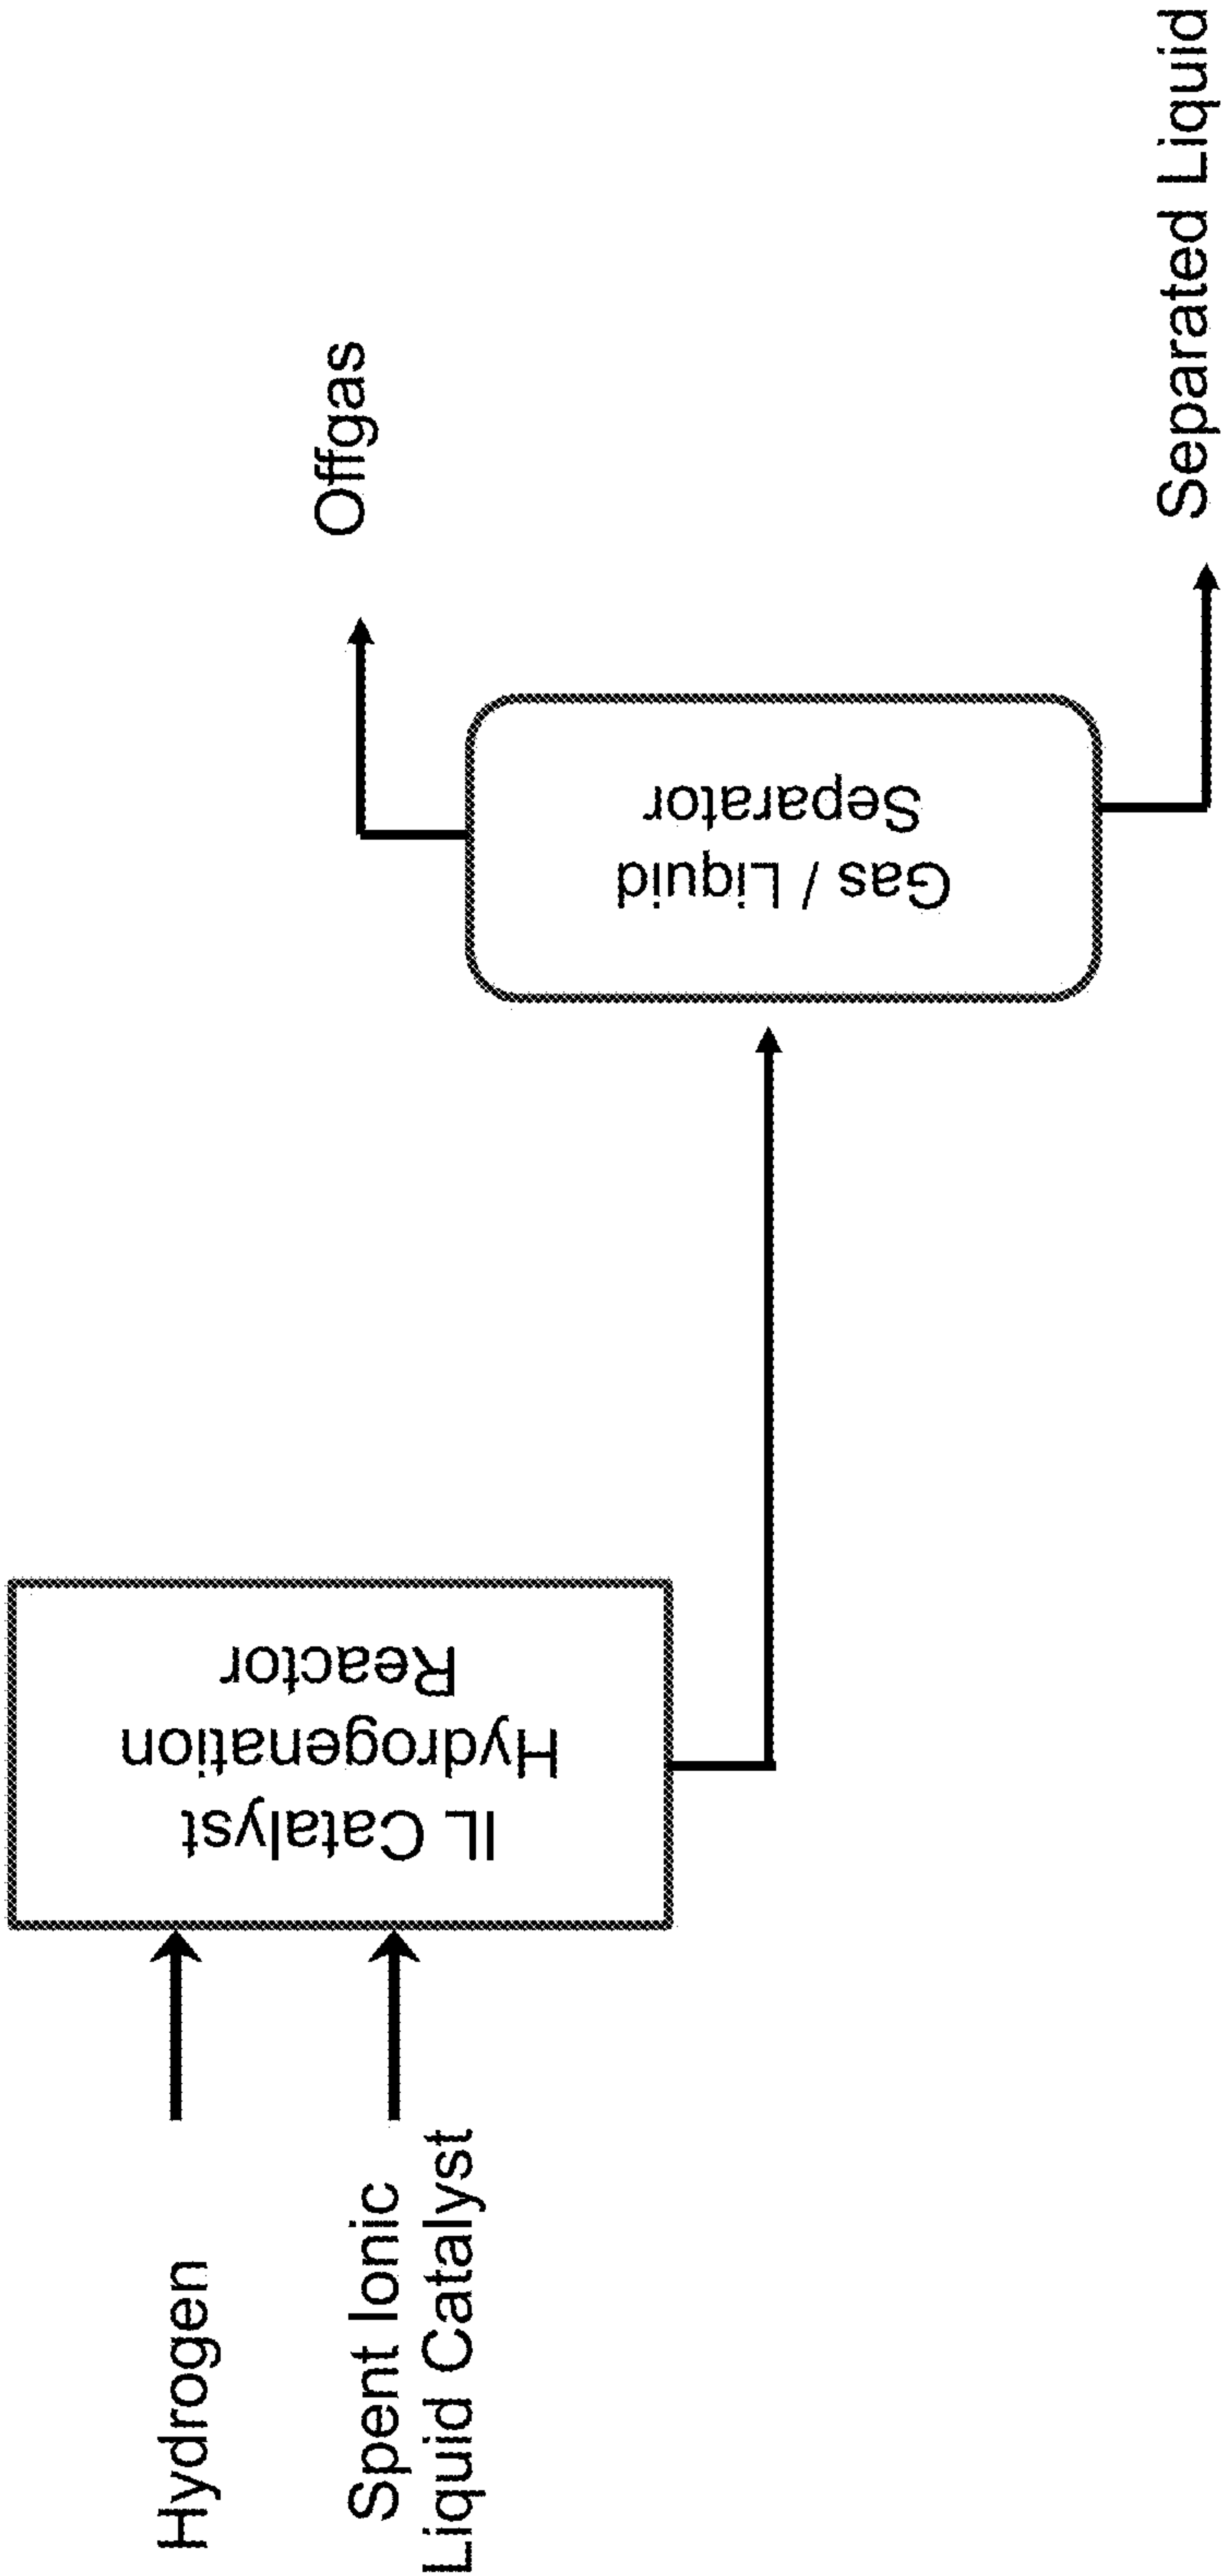 Hydrogen
Spent Ionic
Liquid Catalyst
IL Catalyst
Hydrogenation
Reactor
Gas / Liquid
Separator
Offgas
Separated Liquid